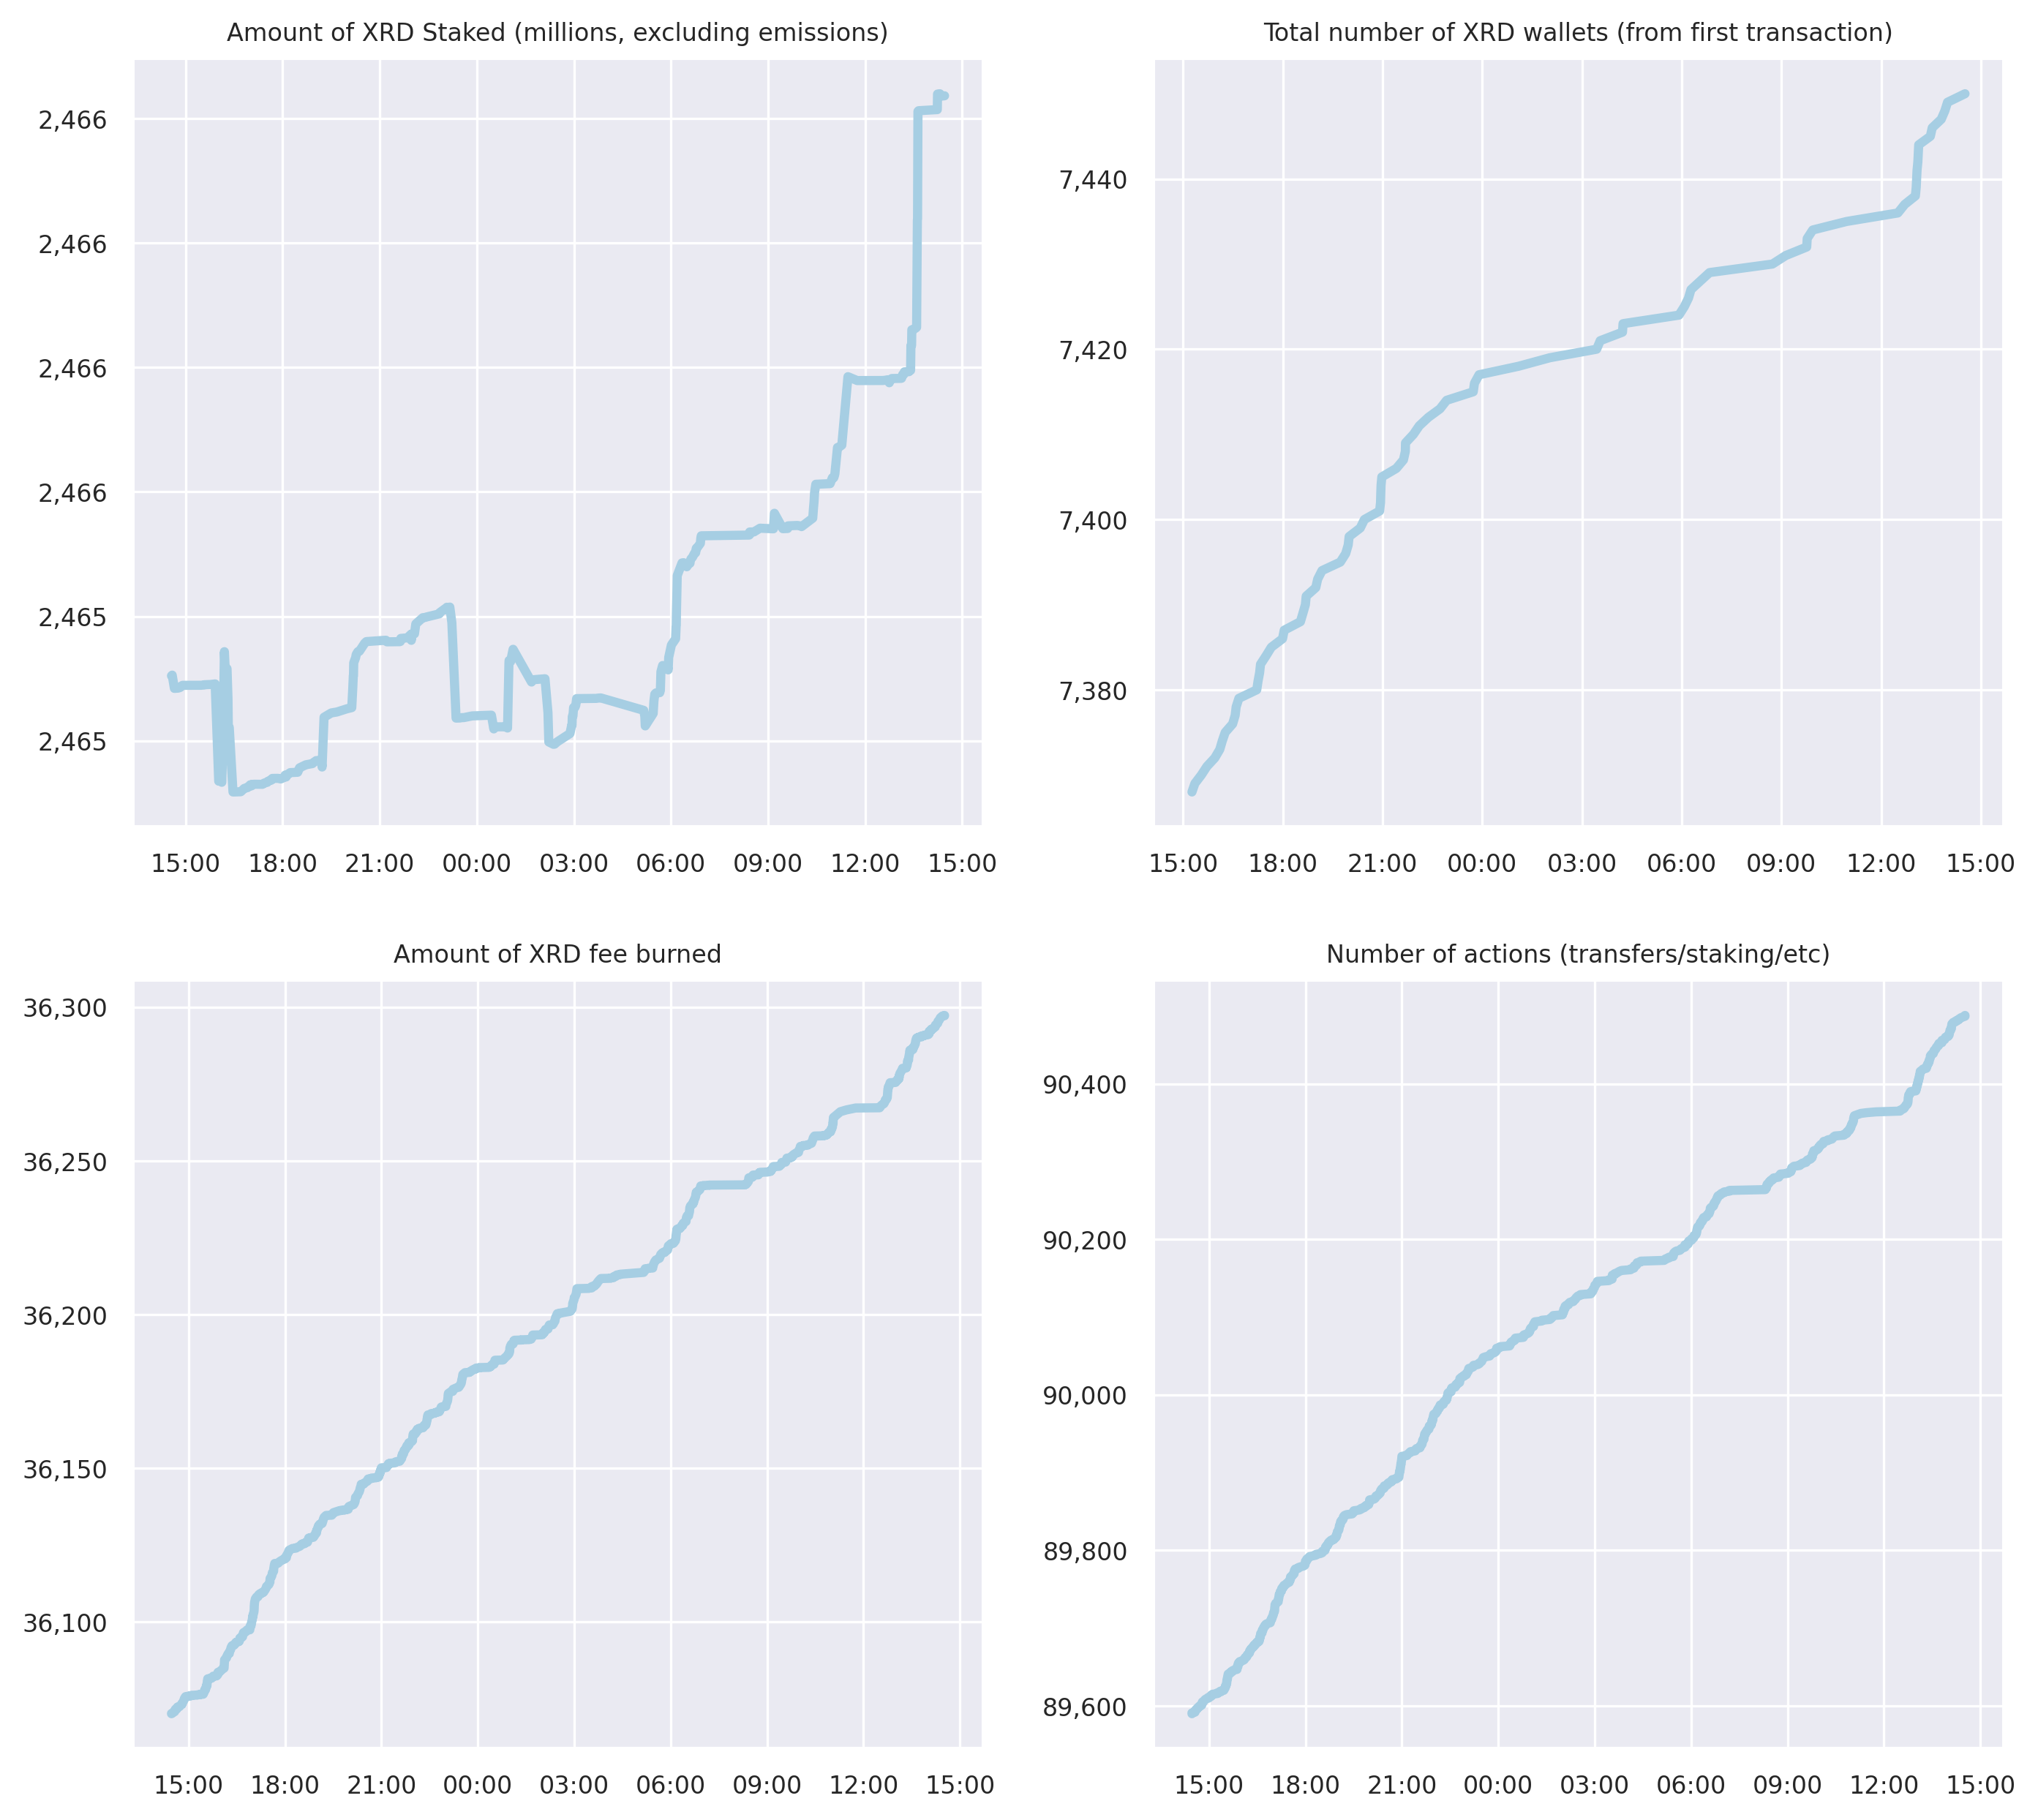 Amount of XRD Staked (millions, excluding emissions)
2,466
2,466
2,466
2,466
2,465
2,465
15:00 18:00 21:00 00:00 03:00 06:00 09:00 12:00 15:00
Total number of XRD wallets (from first transaction)
7,440
7,420
7,400
7,380
15:00 18:00 21:00 00:00 03:00 06:00 09:00 12:00 15:00
Amount of XRD fee burned
36,300
36,250
36,200
36,150
36,100
15:00 18:00 21:00 00:00 03:00 06:00 09:00 12:00 15:00
Number of actions (transfers/staking/etc)
90,400
90,200
90,000
89,800
89,600
15:00 18:00 21:00 00:00 03:00 06:00 09:00 12:00 15:00